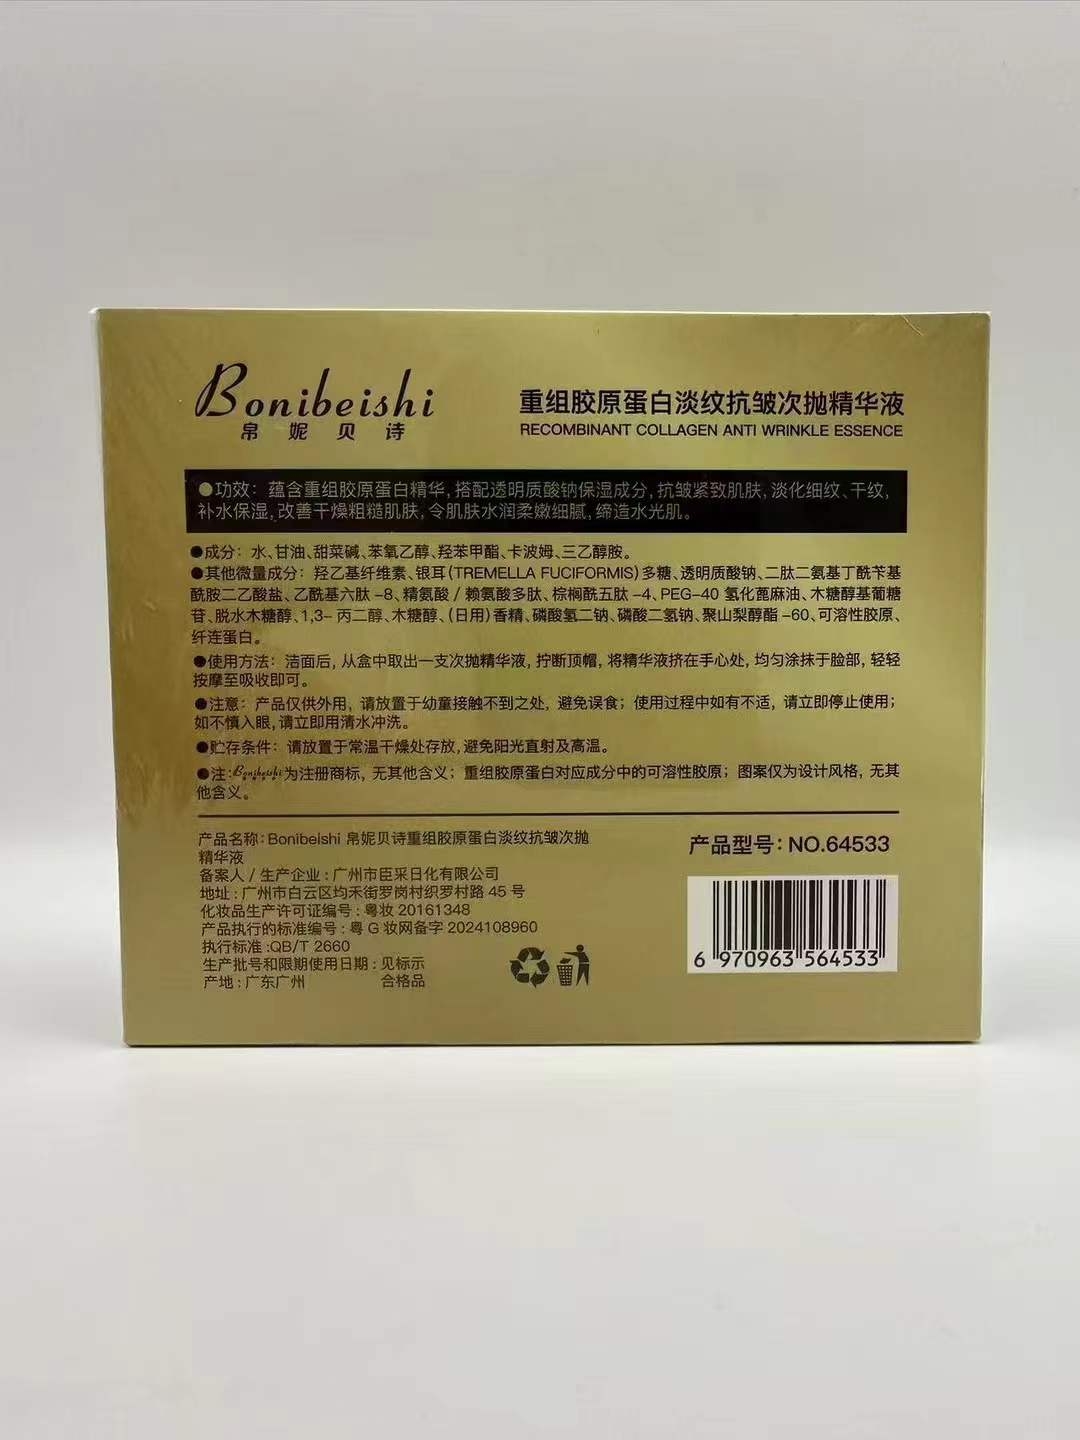 Bonibeishi
帛妮贝诗
重组胶原蛋白淡纹抗皱次抛精华液
RECOMBINANT COLLAGEN ANTI WRINKLE ESSENCE
●功效：蕴含重组胶原蛋白精华，搭配透明质酸钠保湿成分，抗皱紧致肌肤，淡化细纹、干纹，
补水保湿，改善干燥粗糙肌肤，令肌肤水润柔嫩细腻，缔造水光肌。
●成分：水、甘油、甜菜碱、苯氧乙醇、羟苯甲酯、卡波姆、三乙醇胺。
●其他微量成分：羟乙基纤维素、银耳(TREMELLA FUCIFORMIS)多糖、透明质酸钠、二肽二氨基丁酰苄基
酰胺二乙酸盐、乙酰基六肽-8、精氨酸/赖氨酸多肽、棕榈酰五肽-4、PEG-40 氢化蓖麻油、木糖醇基葡糖
苷、脱水木糖醇、1,3-丙二醇、木糖醇、(日用)香精、磷酸氢二钠、磷酸二氢钠、聚山梨醇酯-60、可溶性胶原、
纤连蛋白。
●使用方法：洁面后，从盒中取出一支次抛精华液，拧断顶帽，将精华液挤在手心处，均匀涂抹于脸部，轻轻
按摩至吸收即可。
●注意：产品仅供外用，请放置于幼童接触不到之处，避免误食；使用过程中如有不适，请立即停止使用；
如不慎入眼，请立即用清水冲洗。
●贮存条件：请放置于常温干燥处存放，避免阳光直射及高温。
●注：Bonibeishi为注册商标，无其他含义；重组胶原蛋白对应成分中的可溶性胶原；图案仅为设计风格，无其
他含义。
产品名称：Bonibeishi 帛妮贝诗重组胶原蛋白淡纹抗皱次抛
精华液
备案人/生产企业：广州市臣采日化有限公司
地址：广州市白云区均禾街罗岗村织罗村路 45 号
化妆品生产许可证编号：粤妆 20161348
产品执行的标准编号：粤 G 妆网备字 2024108960
执行标准:QB/T 2660
生产批号和限期使用日期：见标示
产地：广东广州 合格品
产品型号：NO.64533
6 970963 564533